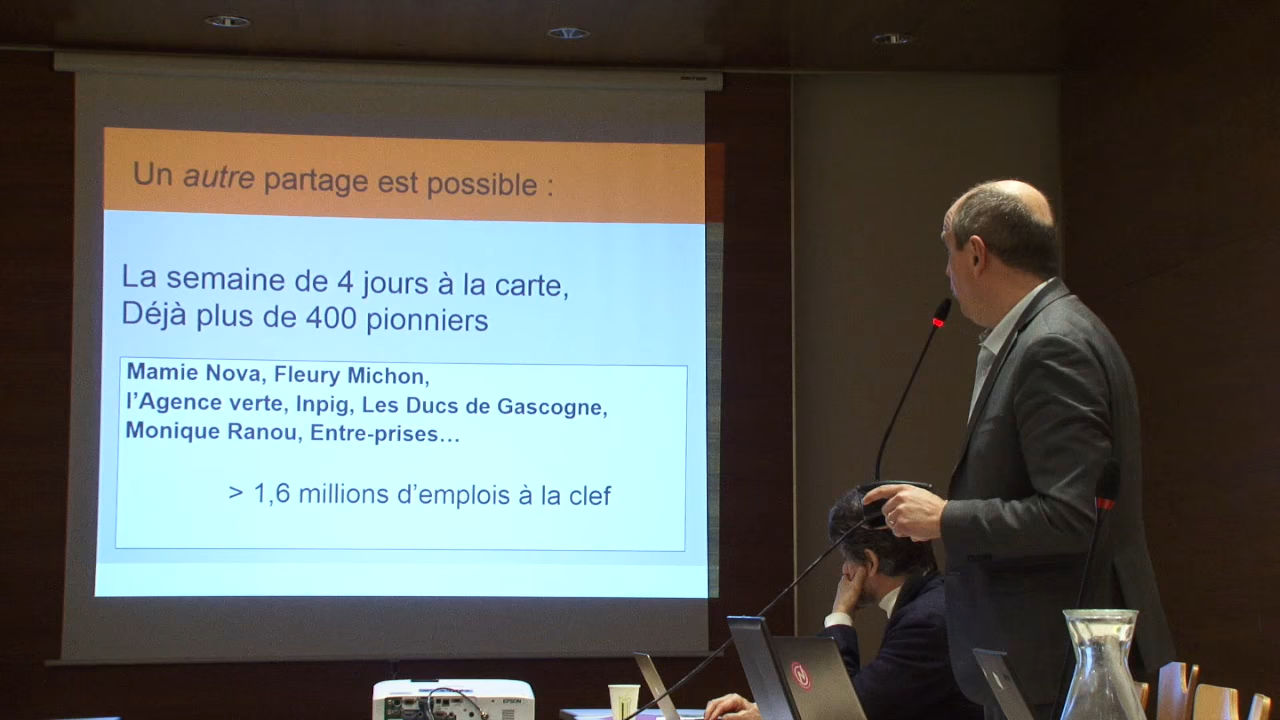 Un autre partage est possible :
La semaine de 4 jours à la carte,
Déjà plus de 400 pionniers
Mamie Nova, Fleury Michon,
l'Agence verte, Inpig, Les Ducs de Gascogne,
Monique Ranou, Entre-prises…
> 1,6 millions d'emplois à la clef
EPSON